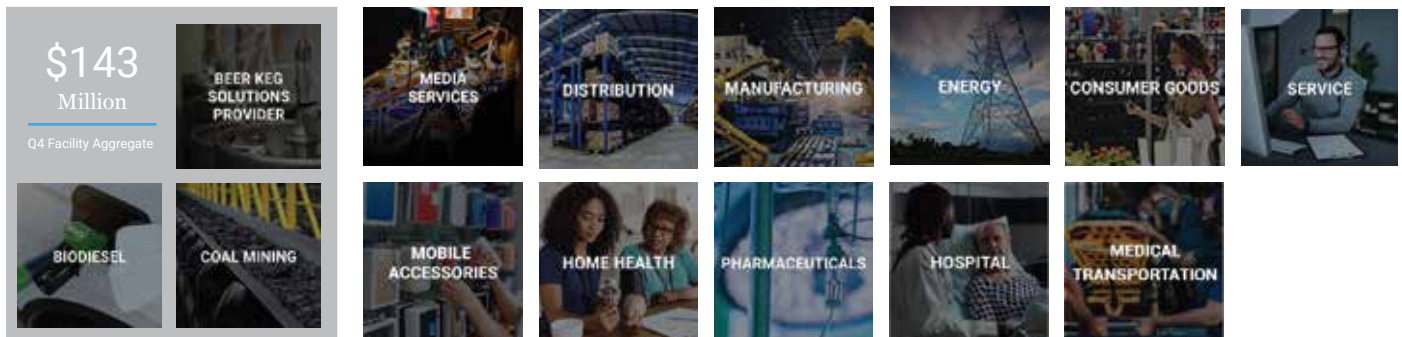 $143
Million
Q4 Facility Aggregate
BEER KEG
SOLUTIONS
PROVIDER
BIODIESEL
COAL MINING
MEDIA
SERVICES
DISTRIBUTION
MANUFACTURING
ENERGY
CONSUMER GOODS
SERVICE
MOBILE
ACCESSORIES
HOME HEALTH
PHARMACEUTICALS
HOSPITAL
MEDICAL
TRANSPORTATION